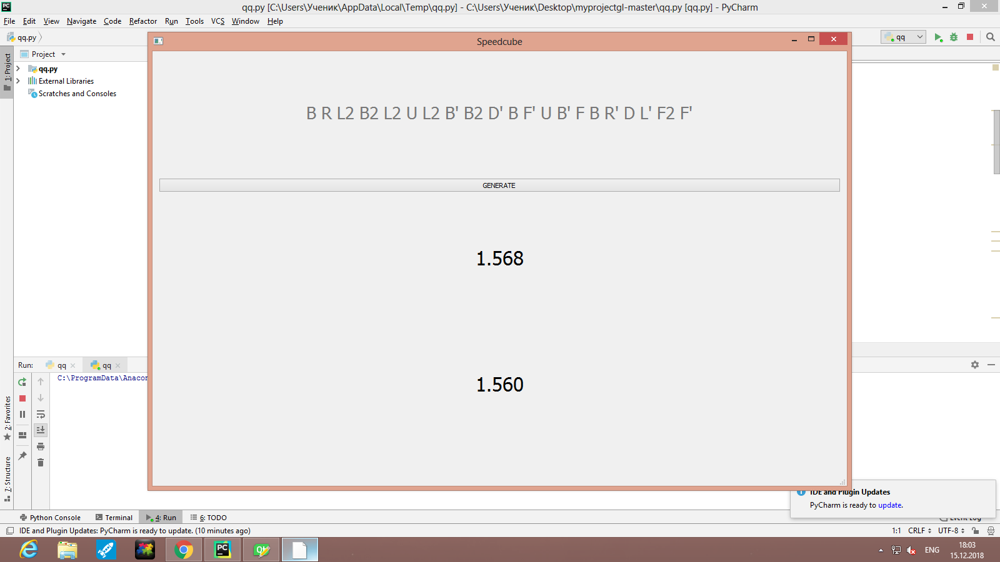 qq.py [C:\Users\Ученик\AppData\Local\Temp\qq.py] - C:\Users\Ученик\Desktop\myprojectgl-master\qq.py [qq.py] - PyCharm
File Edit View Navigate Code Refactor Run Tools VCS Window Help
qq.py
qq
Speedcube
1: Project
Project
qq.py
External Libraries
Scratches and Consoles
B R L2 B2 L2 U L2 B' B2 D' B F' U B' F B R' D L' F2 F'
GENERATE
1.568
1.560
Run: qq qq
C:\ProgramData\Anacon
2: Favorites
7: Structure
IDE and Plugin Updates
PyCharm is ready to update.
Python Console Terminal 4: Run 6: TODO Event Log
IDE and Plugin Updates: PyCharm is ready to update. (10 minutes ago)
1:1 CRLF UTF-8
PC
Qt
ENG
18:03
15.12.2018